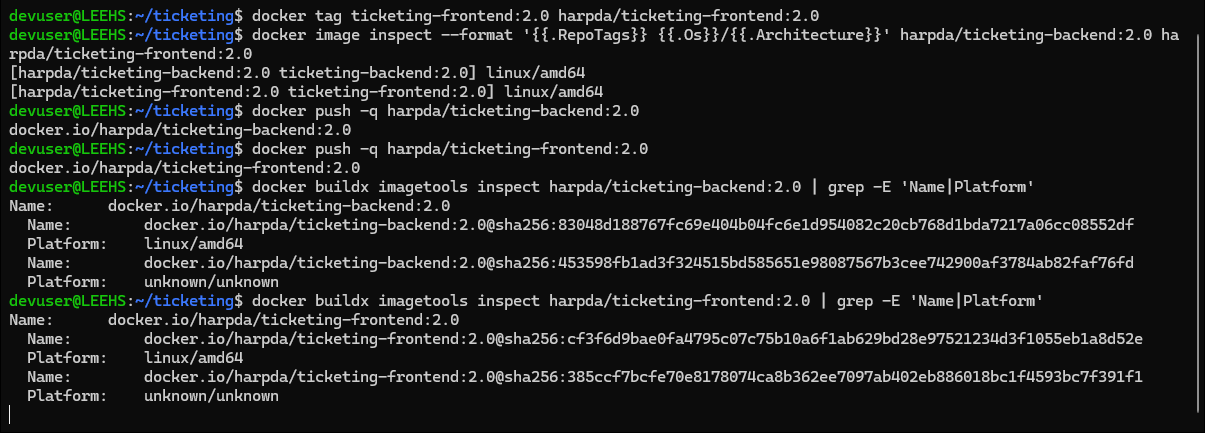 devuser@LEEHS:~/ticketing$ docker tag ticketing-frontend:2.0 harpda/ticketing-frontend:2.0
devuser@LEEHS:~/ticketing$ docker image inspect --format '{{.RepoTags}} {{.Os}}/{{.Architecture}}' harpda/ticketing-backend:2.0 ha
rpda/ticketing-frontend:2.0
[harpda/ticketing-backend:2.0 ticketing-backend:2.0] linux/amd64
[harpda/ticketing-frontend:2.0 ticketing-frontend:2.0] linux/amd64
devuser@LEEHS:~/ticketing$ docker push -q harpda/ticketing-backend:2.0
docker.io/harpda/ticketing-backend:2.0
devuser@LEEHS:~/ticketing$ docker push -q harpda/ticketing-frontend:2.0
docker.io/harpda/ticketing-frontend:2.0
devuser@LEEHS:~/ticketing$ docker buildx imagetools inspect harpda/ticketing-backend:2.0 | grep -E 'Name|Platform'
Name:      docker.io/harpda/ticketing-backend:2.0
  Name:        docker.io/harpda/ticketing-backend:2.0@sha256:83048d188767fc69e404b04fc6e1d954082c20cb768d1bda7217a06cc08552df
  Platform:    linux/amd64
  Name:        docker.io/harpda/ticketing-backend:2.0@sha256:453598fb1ad3f324515bd585651e98087567b3cee742900af3784ab82faf76fd
  Platform:    unknown/unknown
devuser@LEEHS:~/ticketing$ docker buildx imagetools inspect harpda/ticketing-frontend:2.0 | grep -E 'Name|Platform'
Name:      docker.io/harpda/ticketing-frontend:2.0
  Name:        docker.io/harpda/ticketing-frontend:2.0@sha256:cf3f6d9bae0fa4795c07c75b10a6f1ab629bd28e97521234d3f1055eb1a8d52e
  Platform:    linux/amd64
  Name:        docker.io/harpda/ticketing-frontend:2.0@sha256:385ccf7bcfe70e8178074ca8b362ee7097ab402eb886018bc1f4593bc7f391f1
  Platform:    unknown/unknown